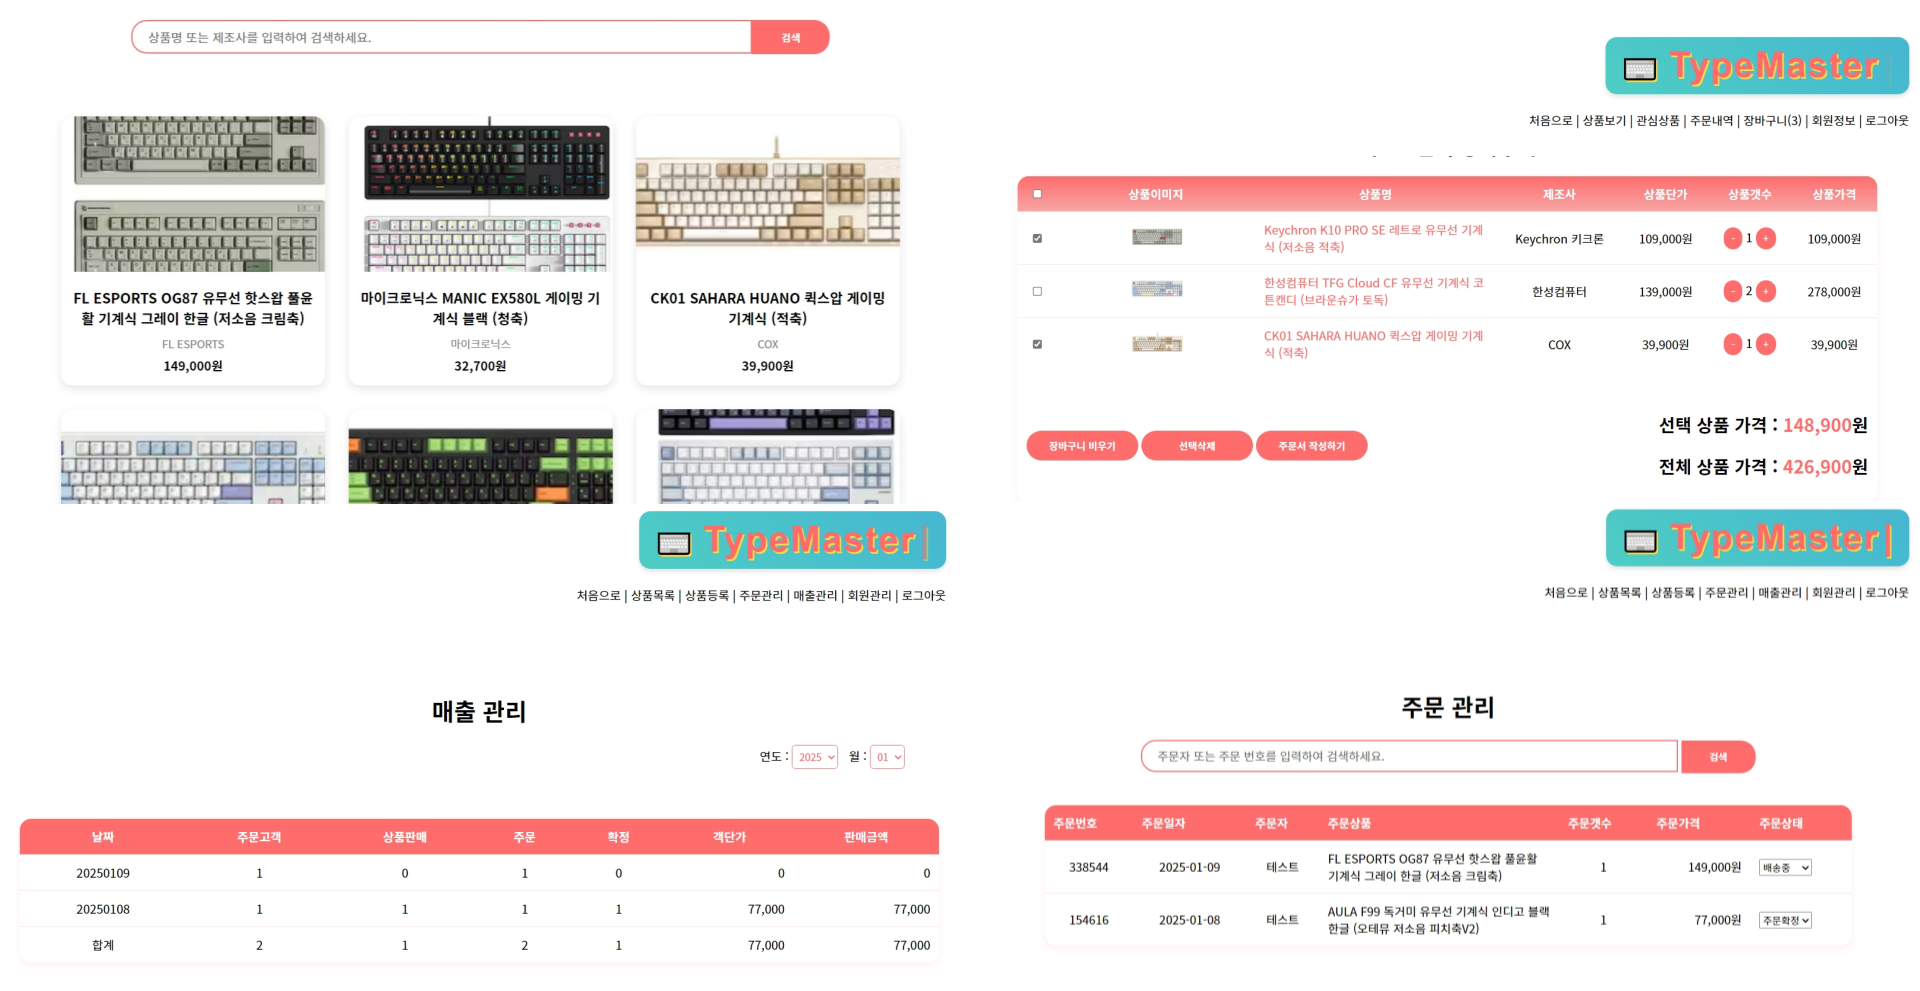 상품명 또는 제조사를 입력하여 검색하세요.
검색
FL ESPORTS OG87 유무선 핫스왑 풀윤
활 기계식 그레이 한글 (저소음 크림축)
FL ESPORTS
149,000원
마이크로닉스 MANIC EX580L 게이밍 기
계식 블랙 (청축)
마이크로닉스
32,700원
CK01 SAHARA HUANO 퀵스압 게이밍
기계식 (적축)
COX
39,900원
TypeMaster
처음으로 | 상품보기 | 관심상품 | 주문내역 | 장바구니(3) | 회원정보 | 로그아웃
상품이미지 상품명 제조사 상품단가 상품갯수 상품가격
Keychron K10 PRO SE 레트로 유무선 기계
식 (저소음 적축)
Keychron 키크론 109,000원 - 1 + 109,000원
한성컴퓨터 TFG Cloud CF 유무선 기계식 코
튼캔디 (브라운슈가 토독)
한성컴퓨터 139,000원 - 2 + 278,000원
CK01 SAHARA HUANO 퀵스압 게이밍 기계
식 (적축)
COX 39,900원 - 1 + 39,900원
장바구니 비우기 선택삭제 주문서 작성하기
선택 상품 가격 : 148,900원
전체 상품 가격 : 426,900원
TypeMaster|
처음으로 | 상품목록 | 상품등록 | 주문관리 | 매출관리 | 회원관리 | 로그아웃
매출 관리
연도 : 2025 월 : 01
날짜 주문고객 상품판매 주문 확정 객단가 판매금액
20250109 1 0 1 0 0 0
20250108 1 1 1 1 77,000 77,000
합계 2 1 2 1 77,000 77,000
TypeMaster|
처음으로 | 상품목록 | 상품등록 | 주문관리 | 매출관리 | 회원관리 | 로그아웃
주문 관리
주문자 또는 주문 번호를 입력하여 검색하세요.
검색
주문번호 주문일자 주문자 주문상품 주문갯수 주문가격 주문상태
338544 2025-01-09 테스트 FL ESPORTS OG87 유무선 핫스왑 풀윤활
기계식 그레이 한글 (저소음 크림축)
1 149,000원 배송중
154616 2025-01-08 테스트 AULA F99 독거미 유무선 기계식 인디고 블랙
한글 (오테뮤 저소음 피치축V2)
1 77,000원 주문확정